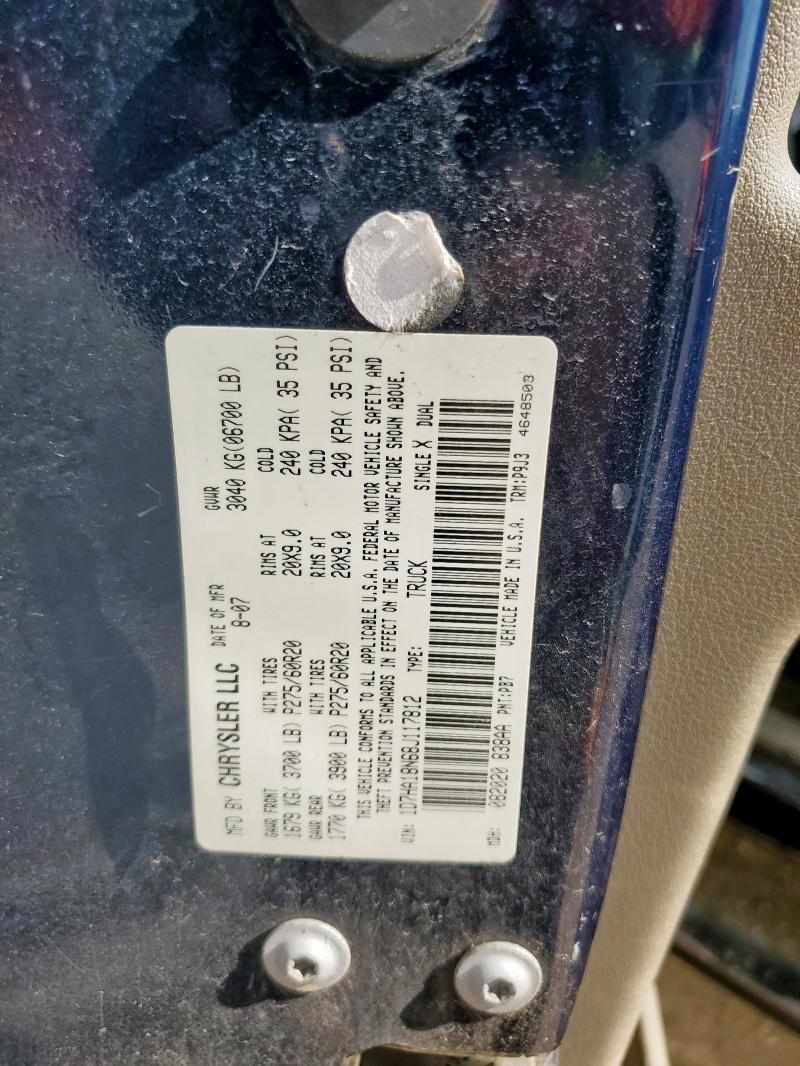 MFD BY CHRYSLER LLC DATE OF MFR GVWR
8-07 3040 KG(06700 LB)
GAWR FRONT WITH TIRES RIMS AT COLD
1679 KG( 3700 LB) P275/60R20 20X9.0 240 KPA( 35 PSI)
GAWR REAR WITH TIRES RIMS AT COLD
1770 KG( 3900 LB) P275/60R20 20X9.0 240 KPA( 35 PSI)
THIS VEHICLE CONFORMS TO ALL APPLICABLE U.S.A. FEDERAL MOTOR VEHICLE SAFETY AND
THEFT PREVENTION STANDARDS IN EFFECT ON THE DATE OF MANUFACTURE SHOWN ABOVE.
VIN: 1D7HA18N68J117812 TYPE: TRUCK SINGLE X DUAL
MDH: 082020 838AA PNT:PB7 VEHICLE MADE IN U.S.A. TRM:P9J3 4648503